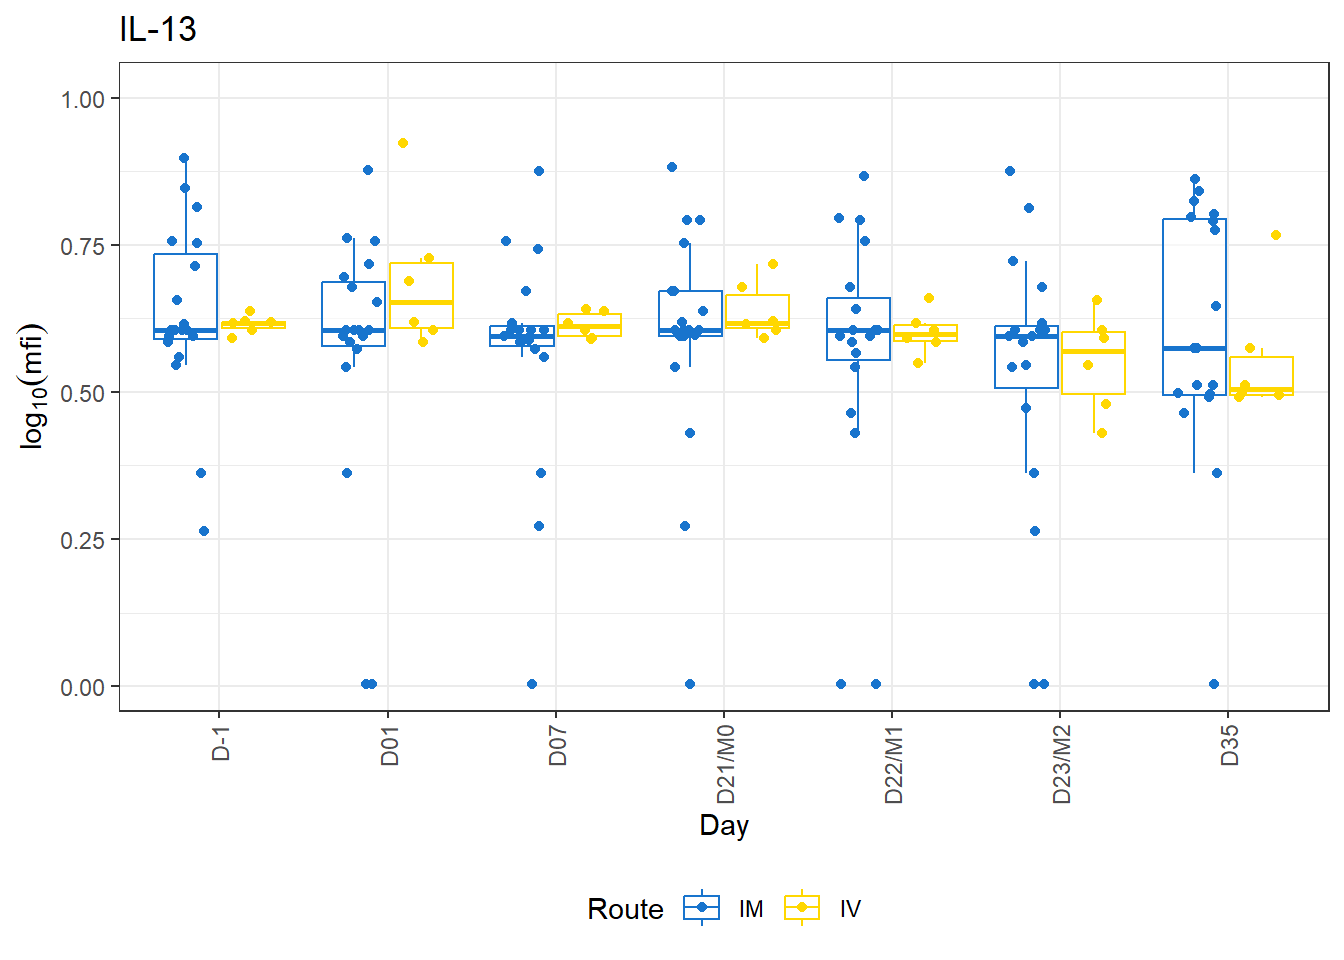 IL-13
1.00
0.75
0.50
0.25
0.00
log10(mfi)
D-1
D01
D07
D21/M0
D22/M1
D23/M2
D35
Day
Route IM IV